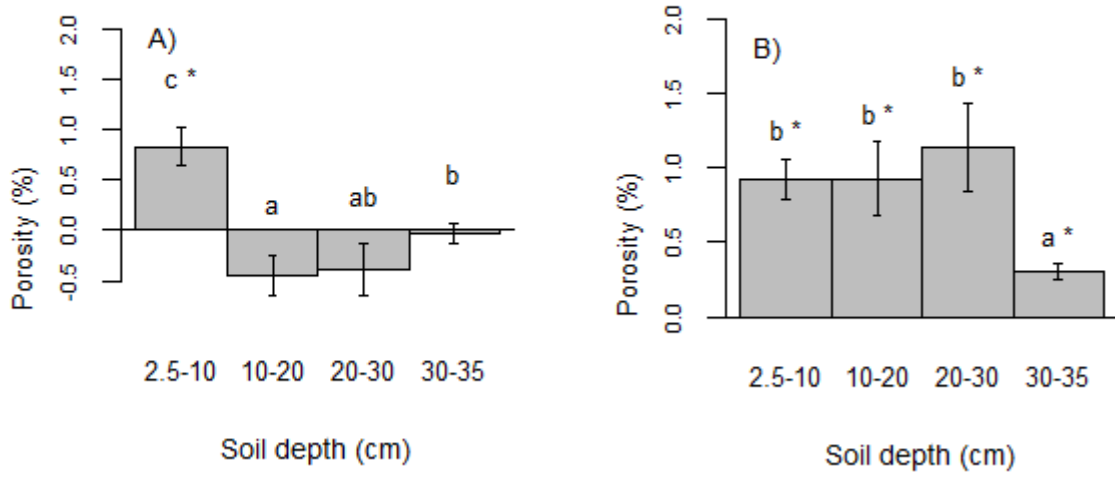 A)
Porosity (%)
2.0
1.5
1.0
0.5
0.0
-0.5
c *
a
ab
b
2.5-10 10-20 20-30 30-35
Soil depth (cm)
B)
Porosity (%)
2.0
1.5
1.0
0.5
0.0
b *
b *
b *
a *
2.5-10 10-20 20-30 30-35
Soil depth (cm)